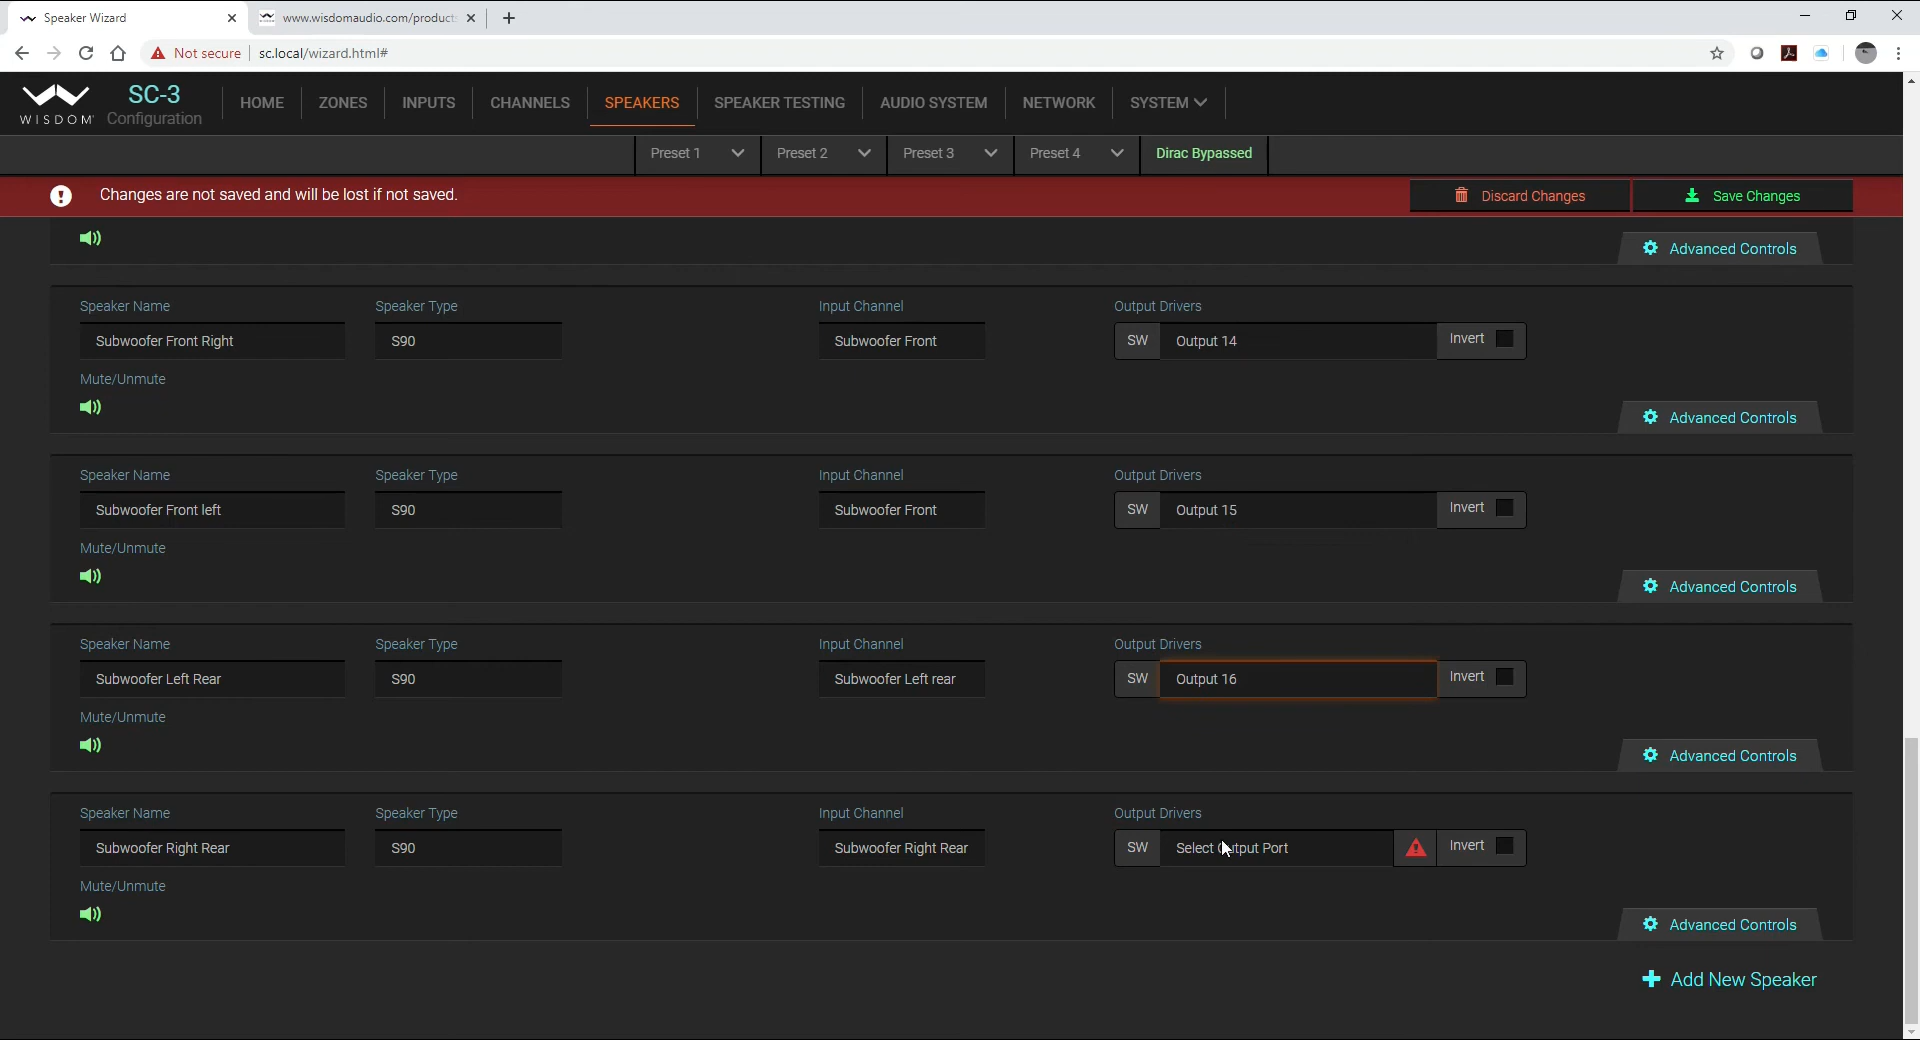 Speaker Wizard
www.wisdomaudio.com/product
Not secure
sc.local/wizard.html#
WISDOM
SC-3
Configuration
HOME
ZONES
INPUTS
CHANNELS
SPEAKERS
SPEAKER TESTING
AUDIO SYSTEM
NETWORK
SYSTEM
Preset 1
Preset 2
Preset 3
Preset 4
Dirac Bypassed
Changes are not saved and will be lost if not saved.
Discard Changes
Save Changes
Advanced Controls
Speaker Name
Speaker Type
Input Channel
Output Drivers
Subwoofer Front Right
S90
Subwoofer Front
SW
Output 14
Invert
Mute/Unmute
Advanced Controls
Speaker Name
Speaker Type
Input Channel
Output Drivers
Subwoofer Front left
S90
Subwoofer Front
SW
Output 15
Invert
Mute/Unmute
Advanced Controls
Speaker Name
Speaker Type
Input Channel
Output Drivers
Subwoofer Left Rear
S90
Subwoofer Left rear
SW
Output 16
Invert
Mute/Unmute
Advanced Controls
Speaker Name
Speaker Type
Input Channel
Output Drivers
Subwoofer Right Rear
S90
Subwoofer Right Rear
SW
Select Output Port
Invert
Mute/Unmute
Advanced Controls
Add New Speaker